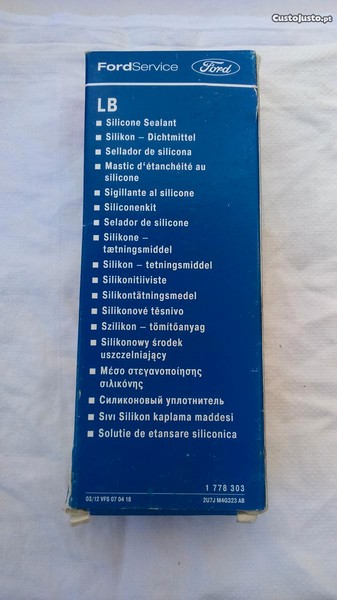 CustoJusto.pt
FordService Ford
LB
■ Silicone Sealant
■ Silikon – Dichtmittel
■ Sellador de silicona
■ Mastic d'étanchéité au
silicone
■ Sigillante al silicone
■ Siliconenkit
■ Selador de silicone
■ Silikone –
tætningsmiddel
■ Silikon – tetningsmiddel
■ Silikonitiiviste
■ Silikontätningsmedel
■ Silikonové těsnivo
■ Szilikon – tömítőanyag
■ Silikonowy środek
uszczelniający
■ Μέσο στεγανοποίησης
σιλικόνης
■ Силиконовый уплотнитель
■ Sıvı Silikon kaplama maddesi
■ Solutie de etansare siliconica
1 778 303
03/12 VFS 07 04 18 2U7J M4G323 AB